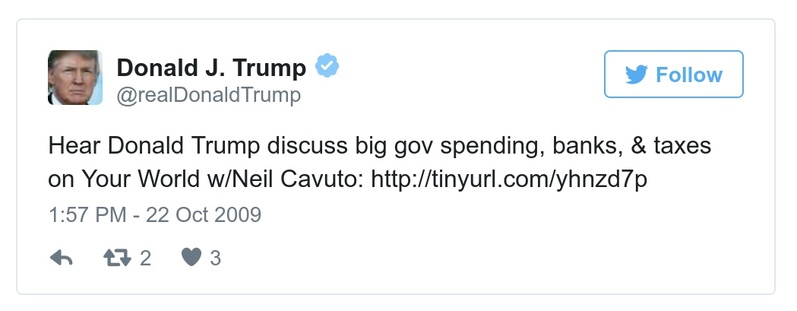 Donald J. Trump
@realDonaldTrump
Follow
Hear Donald Trump discuss big gov spending, banks, & taxes
on Your World w/Neil Cavuto: http://tinyurl.com/yhnzd7p
1:57 PM - 22 Oct 2009
2 3